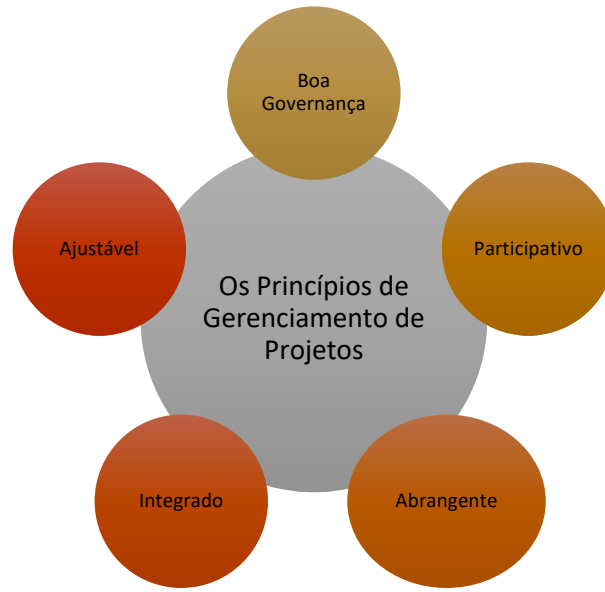 Boa
Governança
Ajustável
Participativo
Os Princípios de
Gerenciamento de
Projetos
Integrado
Abrangente